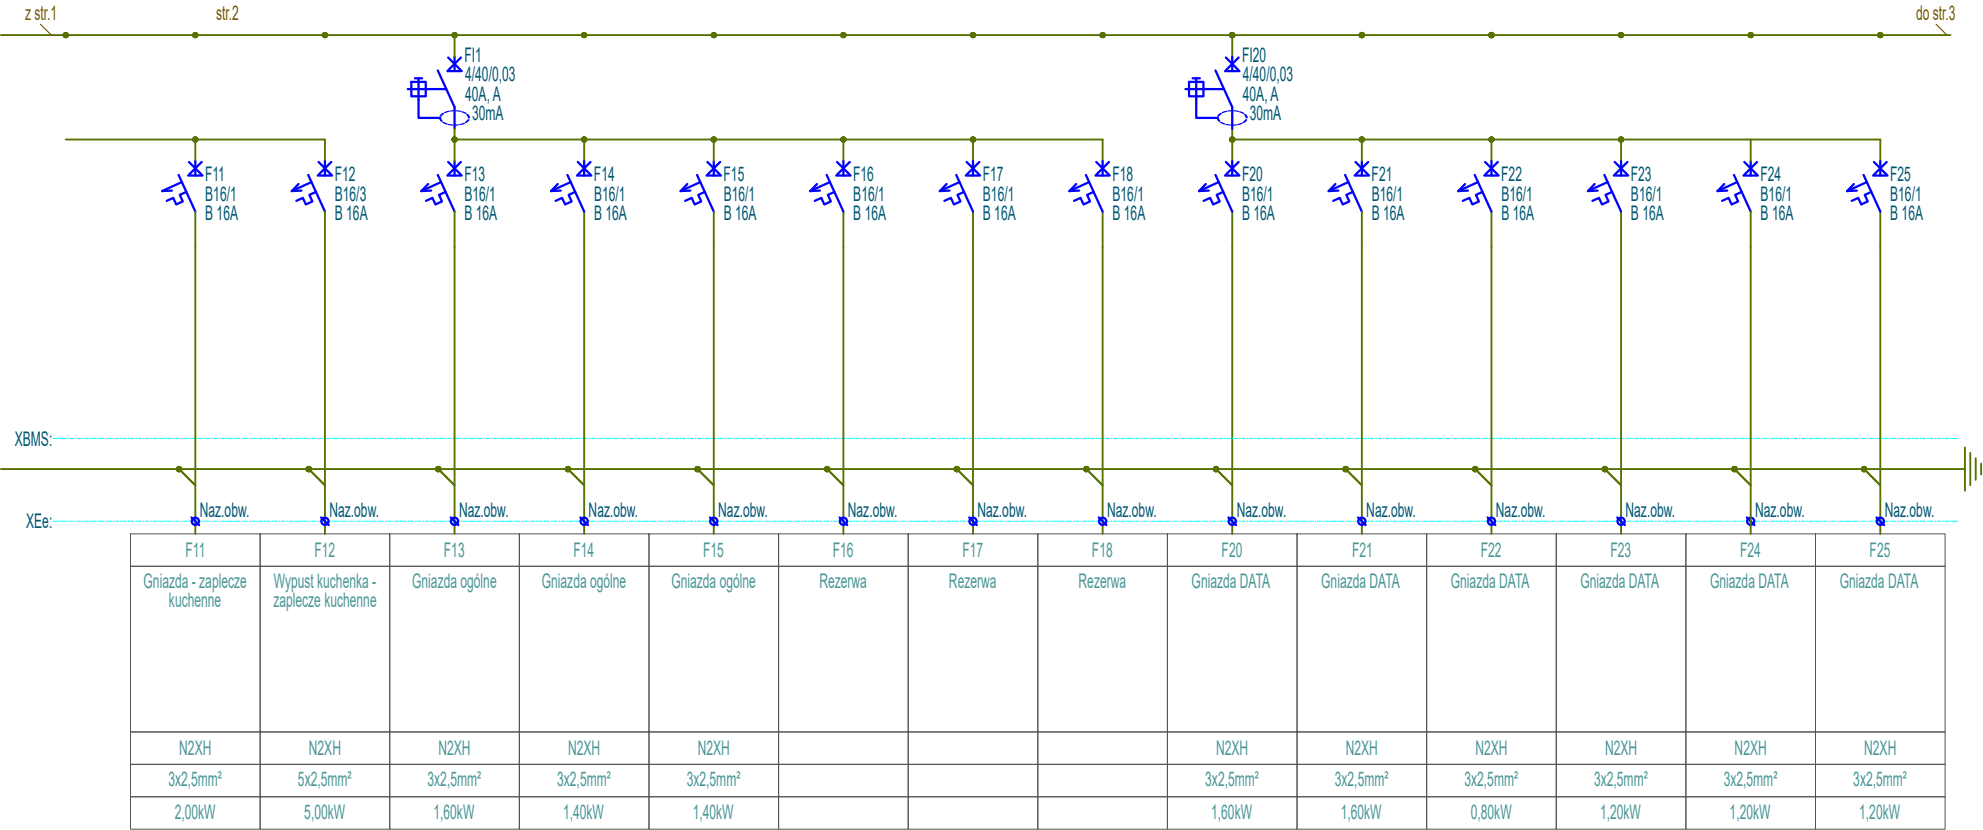 z str.1 str.2 do str.3
FI1
4/40/0,03
40A, A
30mA
FI20
4/40/0,03
40A, A
30mA
F11
B16/1
B 16A
F12
B16/3
B 16A
F13
B16/1
B 16A
F14
B16/1
B 16A
F15
B16/1
B 16A
F16
B16/1
B 16A
F17
B16/1
B 16A
F18
B16/1
B 16A
F20
B16/1
B 16A
F21
B16/1
B 16A
F22
B16/1
B 16A
F23
B16/1
B 16A
F24
B16/1
B 16A
F25
B16/1
B 16A
XBMS:
Naz.obw. Naz.obw. Naz.obw. Naz.obw. Naz.obw. Naz.obw. Naz.obw. Naz.obw. Naz.obw. Naz.obw. Naz.obw. Naz.obw. Naz.obw. Naz.obw.
XEe:
F11 F12 F13 F14 F15 F16 F17 F18 F20 F21 F22 F23 F24 F25
Gniazda - zaplecze
kuchenne
Wypust kuchenka -
zaplecze kuchenne
Gniazda ogólne
Gniazda ogólne
Gniazda ogólne
Rezerwa
Rezerwa
Rezerwa
Gniazda DATA
Gniazda DATA
Gniazda DATA
Gniazda DATA
Gniazda DATA
Gniazda DATA
N2XH N2XH N2XH N2XH N2XH N2XH N2XH N2XH N2XH N2XH N2XH
3x2,5mm² 5x2,5mm² 3x2,5mm² 3x2,5mm² 3x2,5mm² 3x2,5mm² 3x2,5mm² 3x2,5mm² 3x2,5mm² 3x2,5mm² 3x2,5mm²
2,00kW 5,00kW 1,60kW 1,40kW 1,40kW 1,60kW 1,60kW 0,80kW 1,20kW 1,20kW 1,20kW